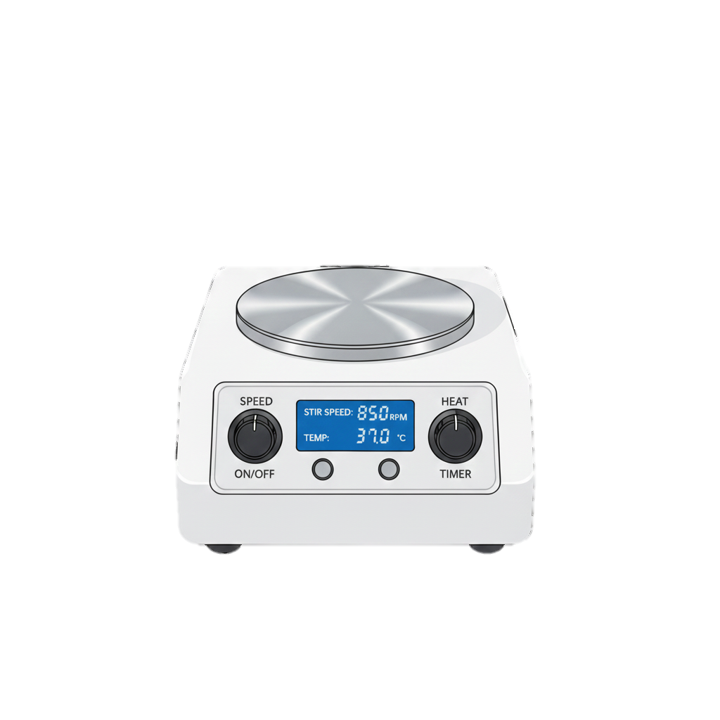 SPEED
HEAT
STIR SPEED: 850 RPM
TEMP: 37.0 °C
ON/OFF
TIMER